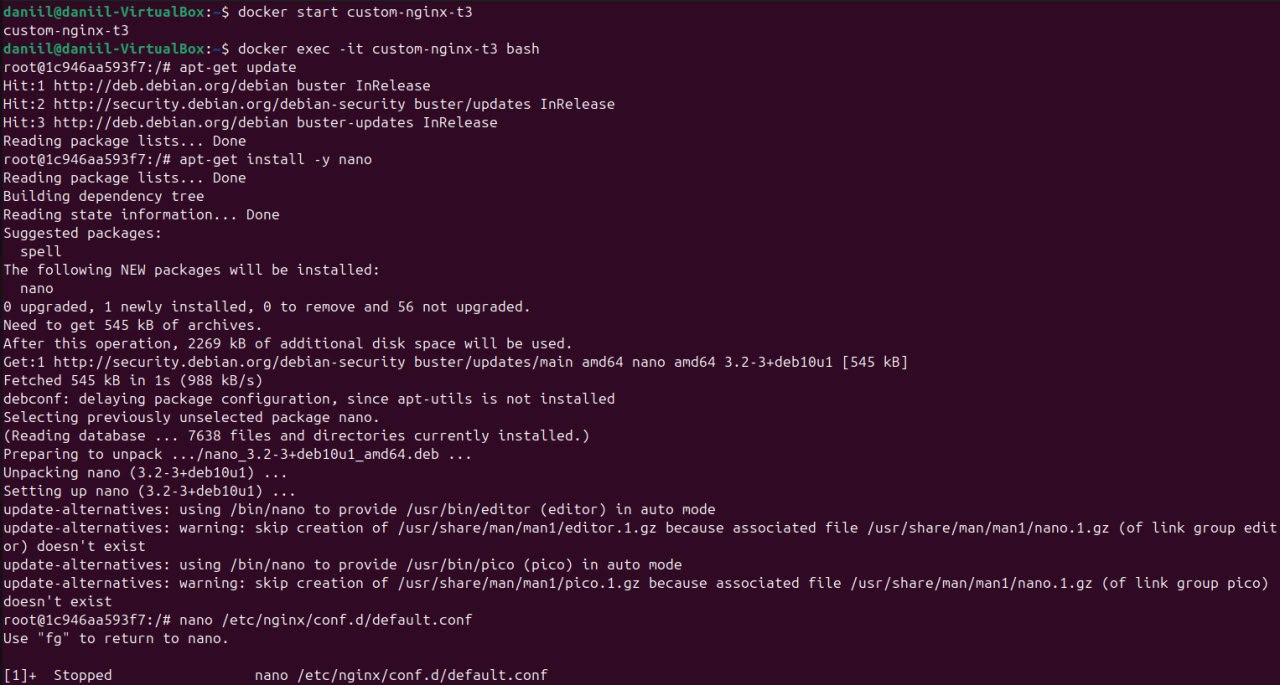 daniil@daniil-VirtualBox:~$ docker start custom-nginx-t3
custom-nginx-t3
daniil@daniil-VirtualBox:~$ docker exec -it custom-nginx-t3 bash
root@1c946aa593f7:/# apt-get update
Hit:1 http://deb.debian.org/debian buster InRelease
Hit:2 http://security.debian.org/debian-security buster/updates InRelease
Hit:3 http://deb.debian.org/debian buster-updates InRelease
Reading package lists... Done
root@1c946aa593f7:/# apt-get install -y nano
Reading package lists... Done
Building dependency tree
Reading state information... Done
Suggested packages:
  spell
The following NEW packages will be installed:
  nano
0 upgraded, 1 newly installed, 0 to remove and 56 not upgraded.
Need to get 545 kB of archives.
After this operation, 2269 kB of additional disk space will be used.
Get:1 http://security.debian.org/debian-security buster/updates/main amd64 nano amd64 3.2-3+deb10u1 [545 kB]
Fetched 545 kB in 1s (988 kB/s)
debconf: delaying package configuration, since apt-utils is not installed
Selecting previously unselected package nano.
(Reading database ... 7638 files and directories currently installed.)
Preparing to unpack .../nano_3.2-3+deb10u1_amd64.deb ...
Unpacking nano (3.2-3+deb10u1) ...
Setting up nano (3.2-3+deb10u1) ...
update-alternatives: using /bin/nano to provide /usr/bin/editor (editor) in auto mode
update-alternatives: warning: skip creation of /usr/share/man/man1/editor.1.gz because associated file /usr/share/man/man1/nano.1.gz (of link group edit
or) doesn't exist
update-alternatives: using /bin/nano to provide /usr/bin/pico (pico) in auto mode
update-alternatives: warning: skip creation of /usr/share/man/man1/pico.1.gz because associated file /usr/share/man/man1/nano.1.gz (of link group pico)
doesn't exist
root@1c946aa593f7:/# nano /etc/nginx/conf.d/default.conf
Use "fg" to return to nano.

[1]+  Stopped                 nano /etc/nginx/conf.d/default.conf